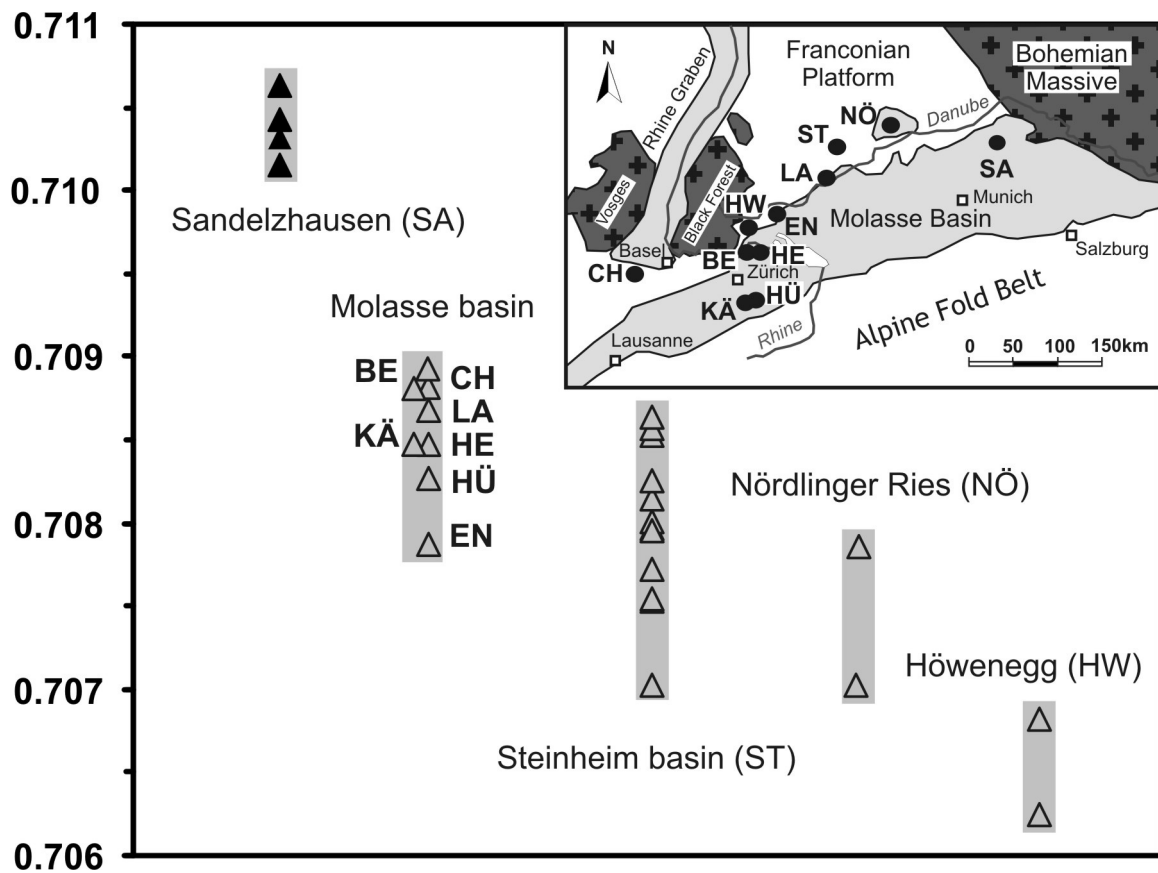 0.711
0.710
0.709
0.708
0.707
0.706
Sandelzhausen (SA)
Molasse basin
BE
CH
LA
KÄ
HE
HÜ
EN
Steinheim basin (ST)
Nördlinger Ries (NÖ)
Höwenegg (HW)
N
Rhine Graben
Franconian
Platform
Bohemian
Massive
NÖ
Danube
ST
SA
LA
Vosges
Black Forest
HW
EN
Munich
Molasse Basin
Basel
BE
HE
Salzburg
CH
Zürich
KÄ
HÜ
Rhine
Alpine Fold Belt
Lausanne
0 50 100 150km